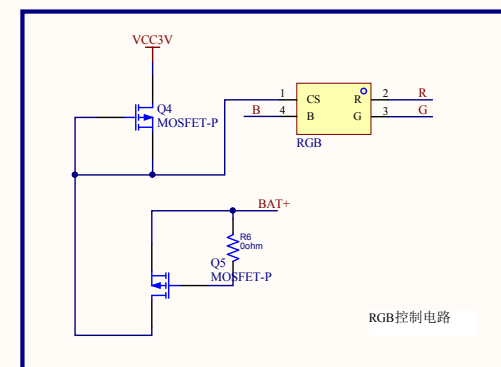 VCC3V
Q4
MOSFET-P
1 CS R 2 R
B 4 B G 3 G
RGB
BAT+
R6
0ohm
Q5
MOSFET-P
RGB控制电路